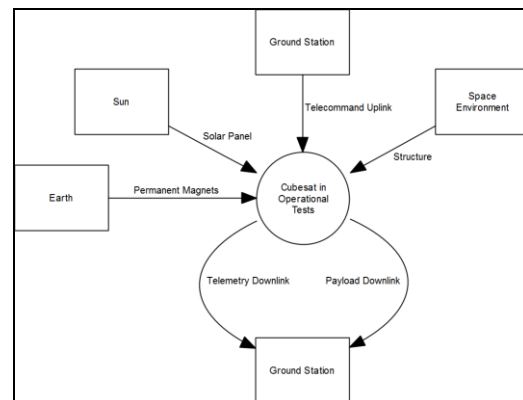 Ground Station
Sun
Space
Environment
Telecommand Uplink
Solar Panel
Structure
Earth
Permanent Magnets
Cubesat in
Operational
Tests
Telemetry Downlink
Payload Downlink
Ground Station